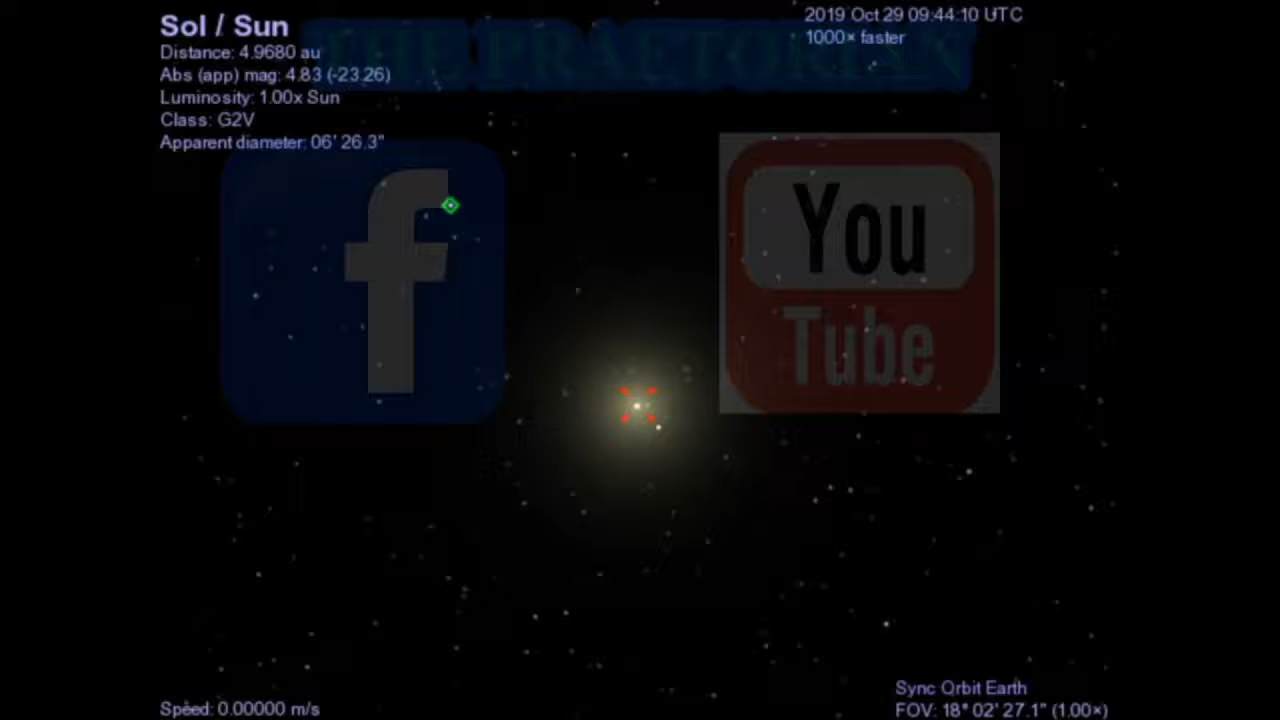 Sol / Sun
Distance: 4.9680 au
Abs (app) mag: 4.83 (-23.26)
Luminosity: 1.00x Sun
Class: G2V
Apparent diameter: 06' 26.3"
2019 Oct 29 09:44:10 UTC
1000× faster
THE PRAETORIAN
f
You
Tube
Speed: 0.00000 m/s
Sync Orbit Earth
FOV: 18° 02' 27.1" (1.00×)